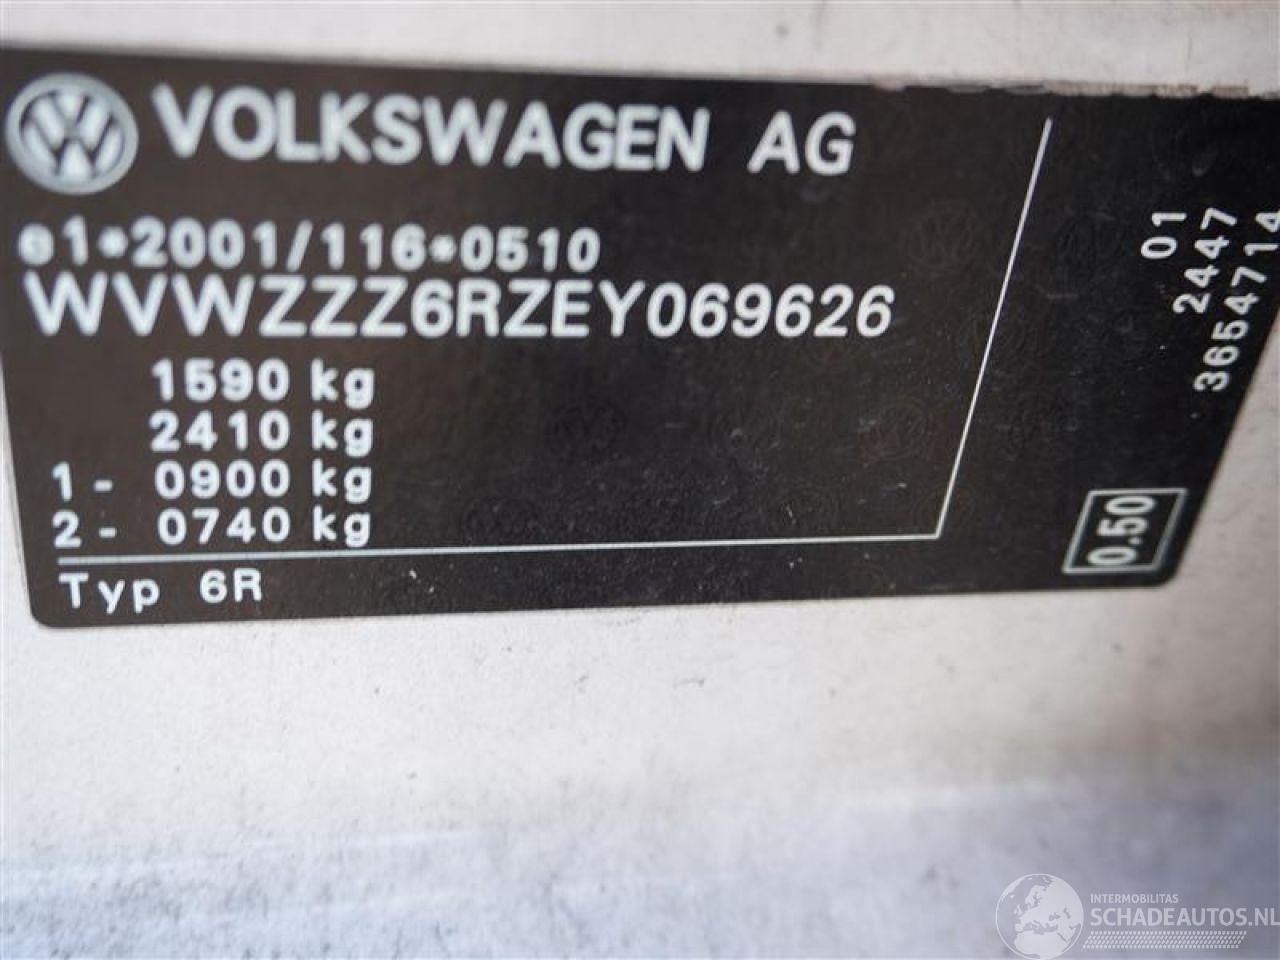 VOLKSWAGEN AG
e1*2001/116*0510
WVWZZZ6RZEY069626
1590 kg
2410 kg
1- 0900 kg
2- 0740 kg
Typ 6R
01
2447
3654714
0.50
INTERMOBILITAS
SCHADEAUTOS.NL